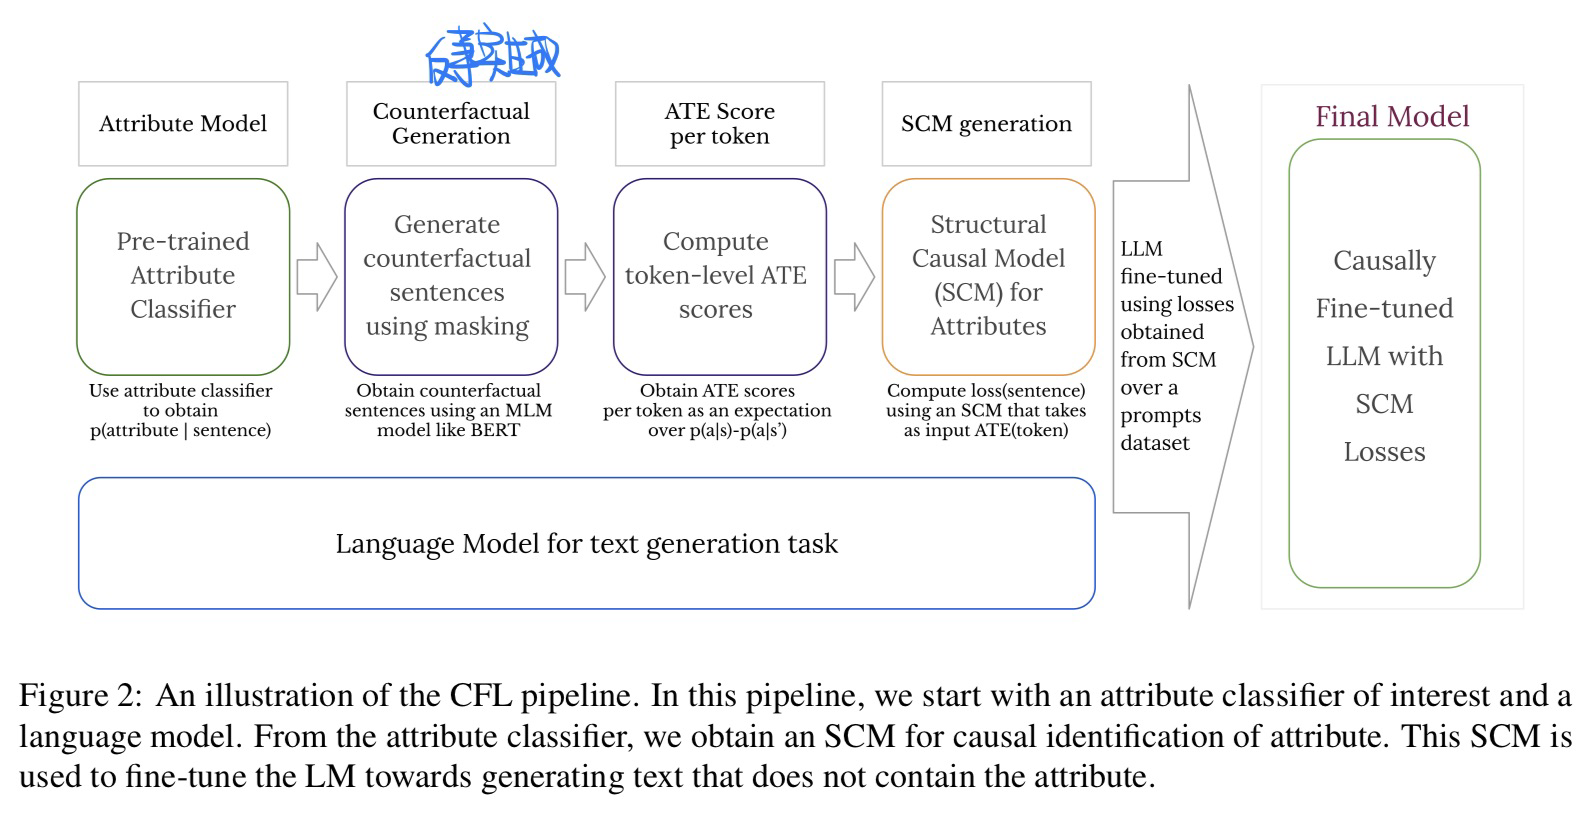 反事实生成
Attribute Model
Counterfactual
Generation
ATE Score
per token
SCM generation
Final Model
Pre-trained
Attribute
Classifier
Generate
counterfactual
sentences
using masking
Compute
token-level ATE
scores
Structural
Causal Model
(SCM) for
Attributes
LLM
fine-tuned
using losses
obtained
from SCM
over a
prompts
dataset
Causally
Fine-tuned
LLM with
SCM
Losses
Use attribute classifier
to obtain
p(attribute | sentence)
Obtain counterfactual
sentences using an MLM
model like BERT
Obtain ATE scores
per token as an expectation
over p(a|s)-p(a|s’)
Compute loss(sentence)
using an SCM that takes
as input ATE(token)
Language Model for text generation task
Figure 2: An illustration of the CFL pipeline. In this pipeline, we start with an attribute classifier of interest and a
language model. From the attribute classifier, we obtain an SCM for causal identification of attribute. This SCM is
used to fine-tune the LM towards generating text that does not contain the attribute.